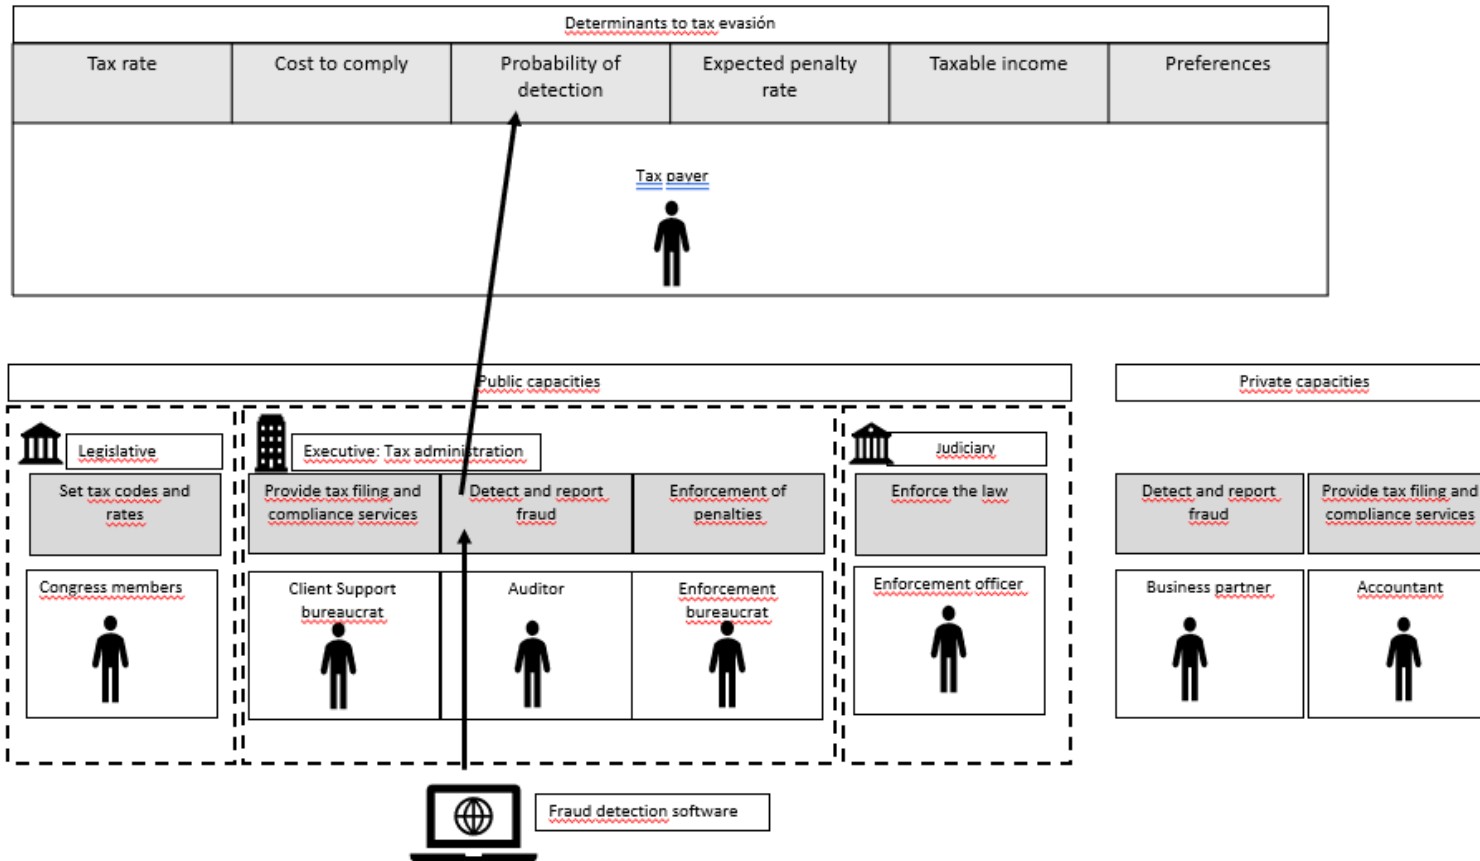 Determinants to tax evasión
Tax rate
Cost to comply
Probability of
detection
Expected penalty
rate
Taxable income
Preferences
Tax payer
Public capacities
Private capacities
Legislative
Executive: Tax administration
Judiciary
Set tax codes and
rates
Provide tax filing and
compliance services
Detect and report
fraud
Enforcement of
penalties
Enforce the law
Detect and report
fraud
Provide tax filing and
compliance services
Congress members
Client Support
bureaucrat
Auditor
Enforcement
bureaucrat
Enforcement officer
Business partner
Accountant
Fraud detection software